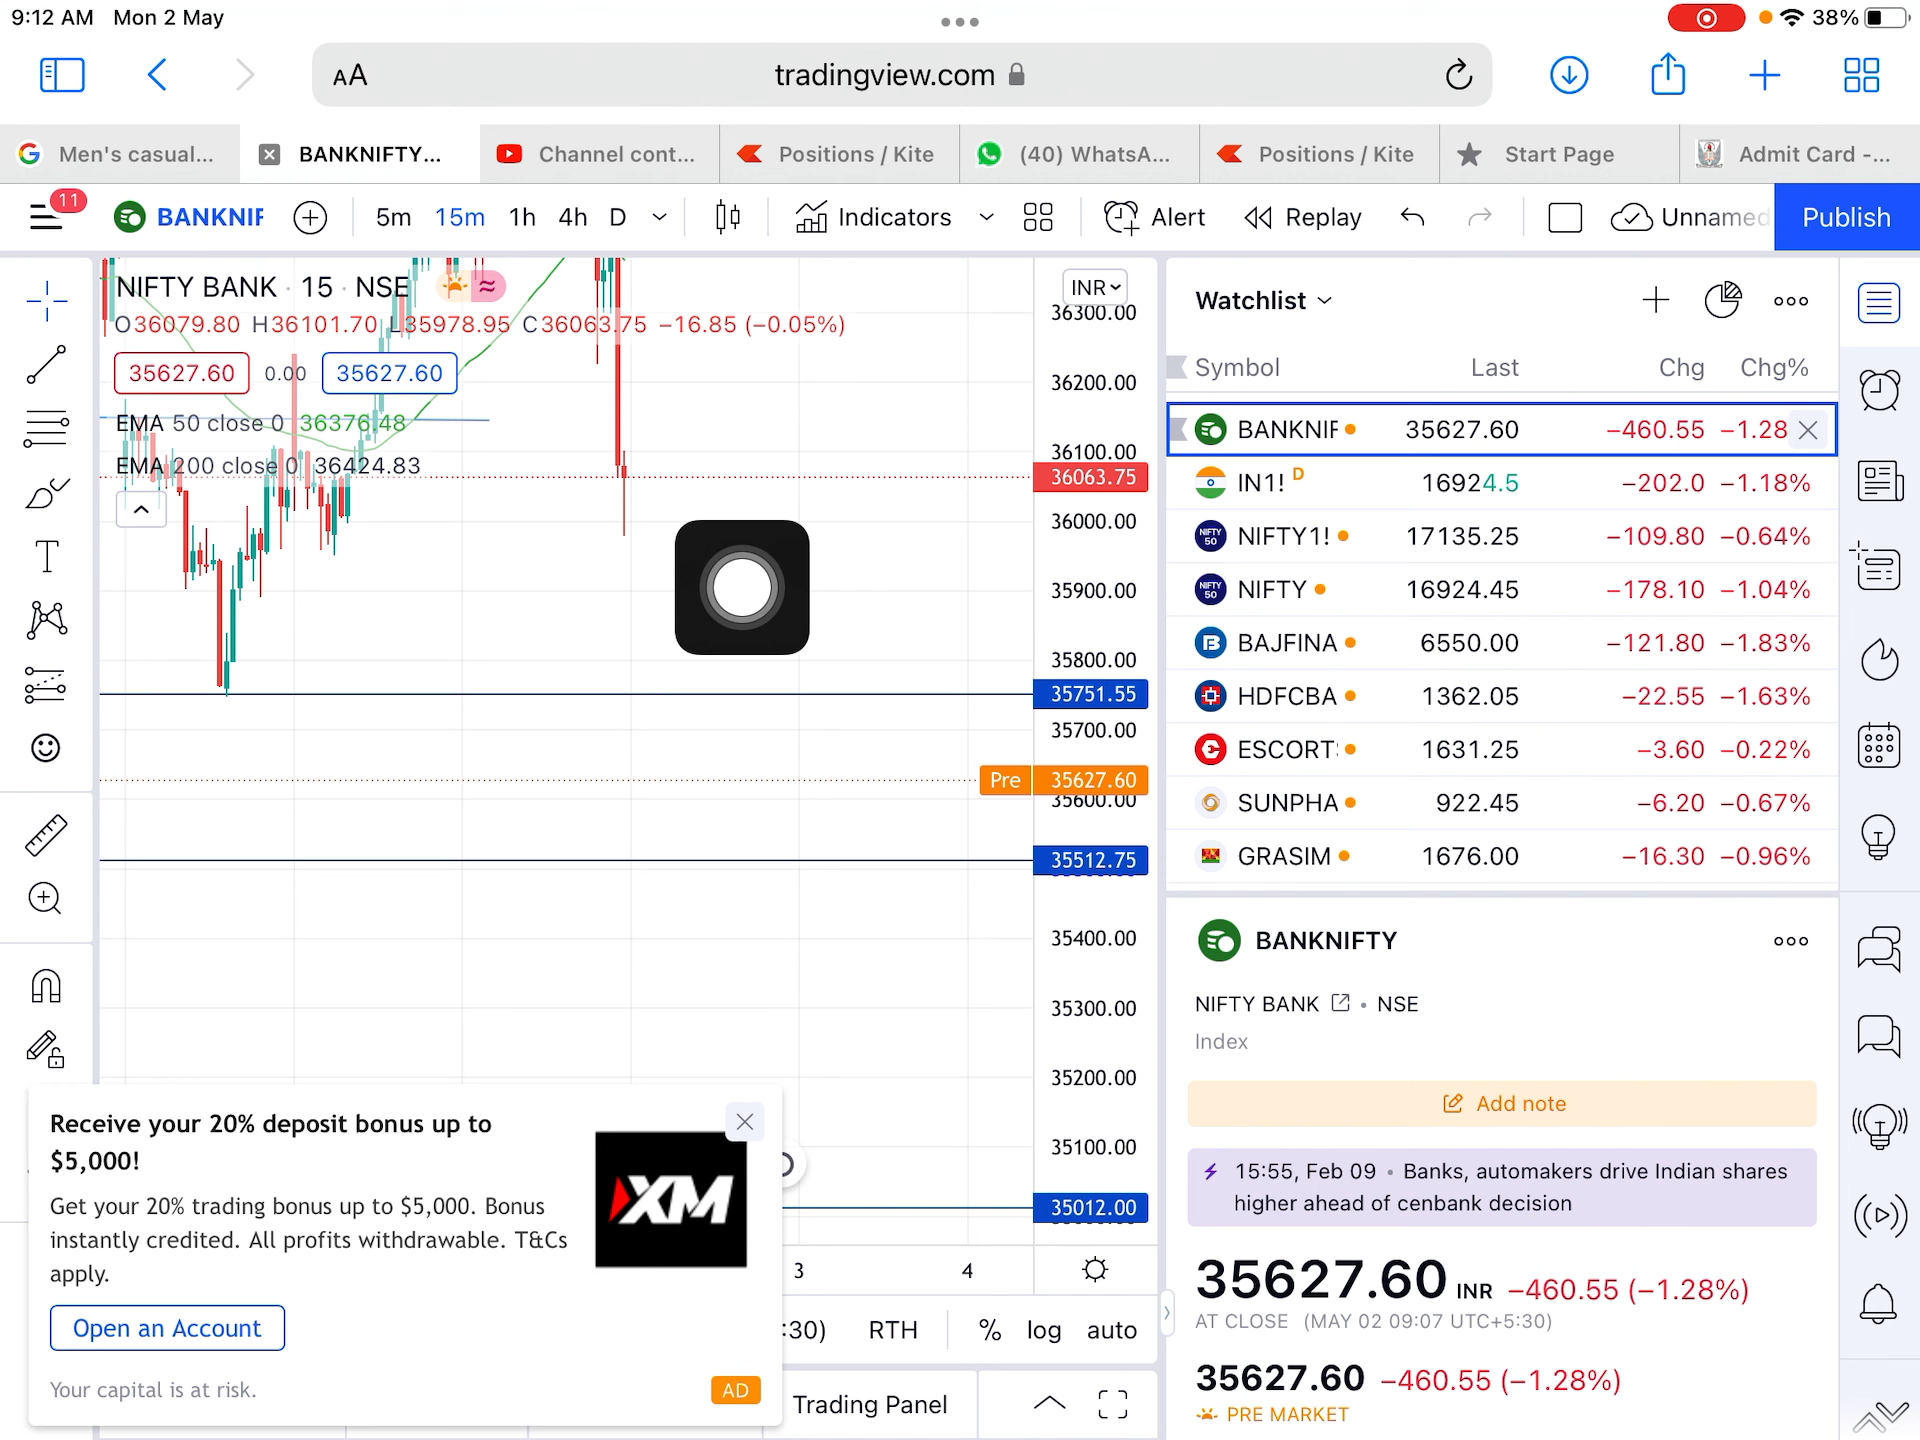 9:12 AM Mon 2 May
38%
AA tradingview.com
Men's casual... BANKNIFTY... Channel cont... Positions / Kite (40) WhatsA... Positions / Kite Start Page Admit Card -...
11 BANKNIF 5m 15m 1h 4h D Indicators Alert Replay Unnamed Publish
NIFTY BANK · 15 · NSE
O36079.80 H36101.70 L35978.95 C36063.75 −16.85 (−0.05%)
35627.60 0.00 35627.60
EMA 50 close 0 36376.48
EMA 200 close 0 36424.83
INR
36300.00
36200.00
36100.00
36063.75
36000.00
35900.00
35800.00
35751.55
35700.00
Pre 35627.60
35600.00
35512.75
35400.00
35300.00
35200.00
35100.00
35012.00
3 4
:30) RTH % log auto
Trading Panel
Receive your 20% deposit bonus up to
$5,000!
Get your 20% trading bonus up to $5,000. Bonus
instantly credited. All profits withdrawable. T&Cs
apply.
XM
Open an Account
Your capital is at risk.
AD
Watchlist
Symbol Last Chg Chg%
BANKNIF 35627.60 −460.55 −1.28
IN1! D 16924.5 −202.0 −1.18%
NIFTY 50 NIFTY1! 17135.25 −109.80 −0.64%
NIFTY 50 NIFTY 16924.45 −178.10 −1.04%
BAJFINA 6550.00 −121.80 −1.83%
HDFCBA 1362.05 −22.55 −1.63%
ESCORT 1631.25 −3.60 −0.22%
SUNPHA 922.45 −6.20 −0.67%
GRASIM 1676.00 −16.30 −0.96%
BANKNIFTY
NIFTY BANK • NSE
Index
Add note
15:55, Feb 09 • Banks, automakers drive Indian shares
higher ahead of cenbank decision
35627.60 INR −460.55 (−1.28%)
AT CLOSE (MAY 02 09:07 UTC+5:30)
35627.60 −460.55 (−1.28%)
PRE MARKET